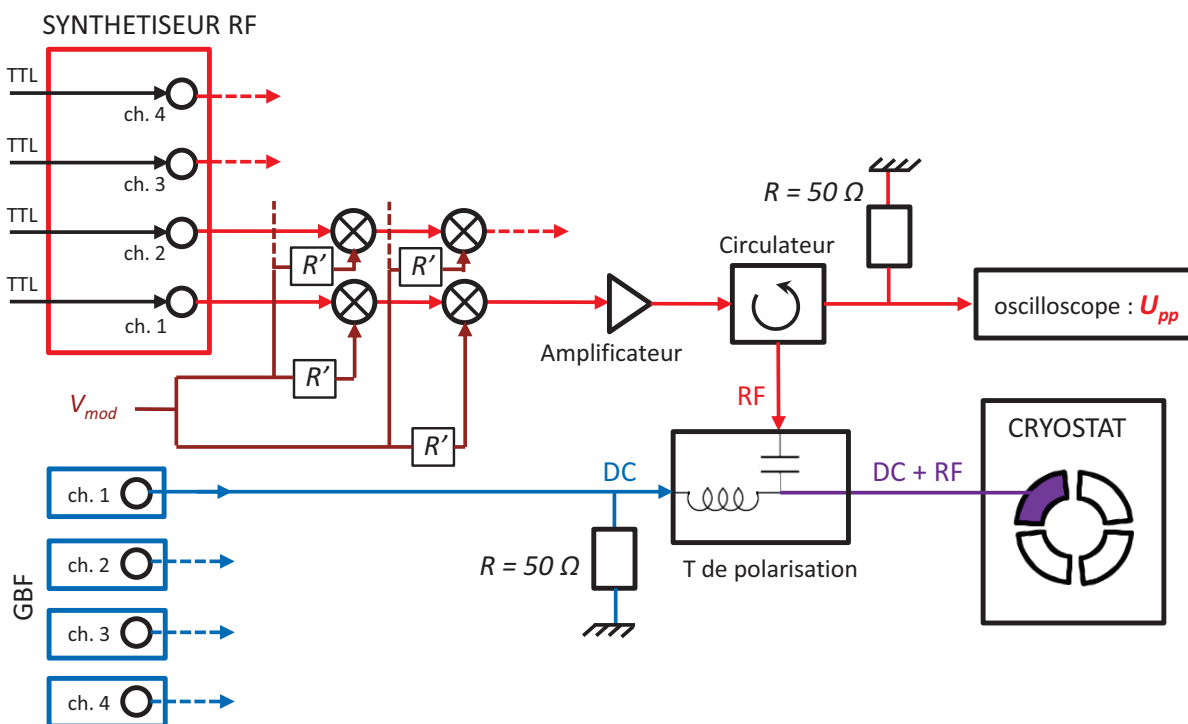 SYNTHETISEUR RF
TTL
ch. 4
TTL
ch. 3
TTL
ch. 2
TTL
ch. 1
R'
R'
R'
R'
V_mod
Amplificateur
Circulateur
R = 50 Ω
oscilloscope : U_pp
RF
CRYOSTAT
DC
DC + RF
T de polarisation
R = 50 Ω
GBF
ch. 1
ch. 2
ch. 3
ch. 4